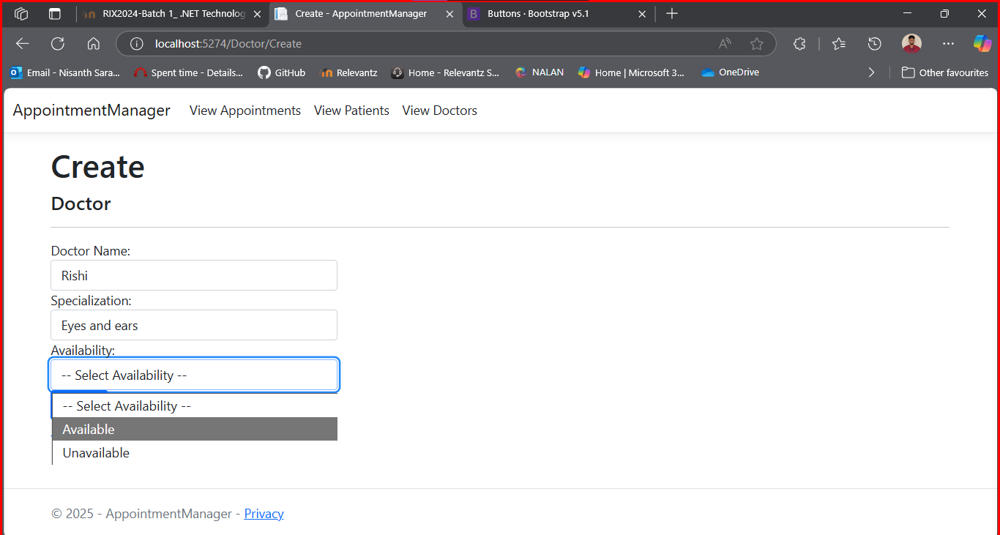 RIX2024-Batch 1_ .NET Technolog
Create - AppointmentManager
Buttons · Bootstrap v5.1
localhost:5274/Doctor/Create
Email - Nisanth Sara...
Spent time - Details...
GitHub
Relevantz
Home - Relevantz S...
NALAN
Home | Microsoft 3...
OneDrive
Other favourites
AppointmentManager
View Appointments
View Patients
View Doctors
Create
Doctor
Doctor Name:
Rishi
Specialization:
Eyes and ears
Availability:
-- Select Availability --
-- Select Availability --
Available
Unavailable
© 2025 - AppointmentManager - Privacy